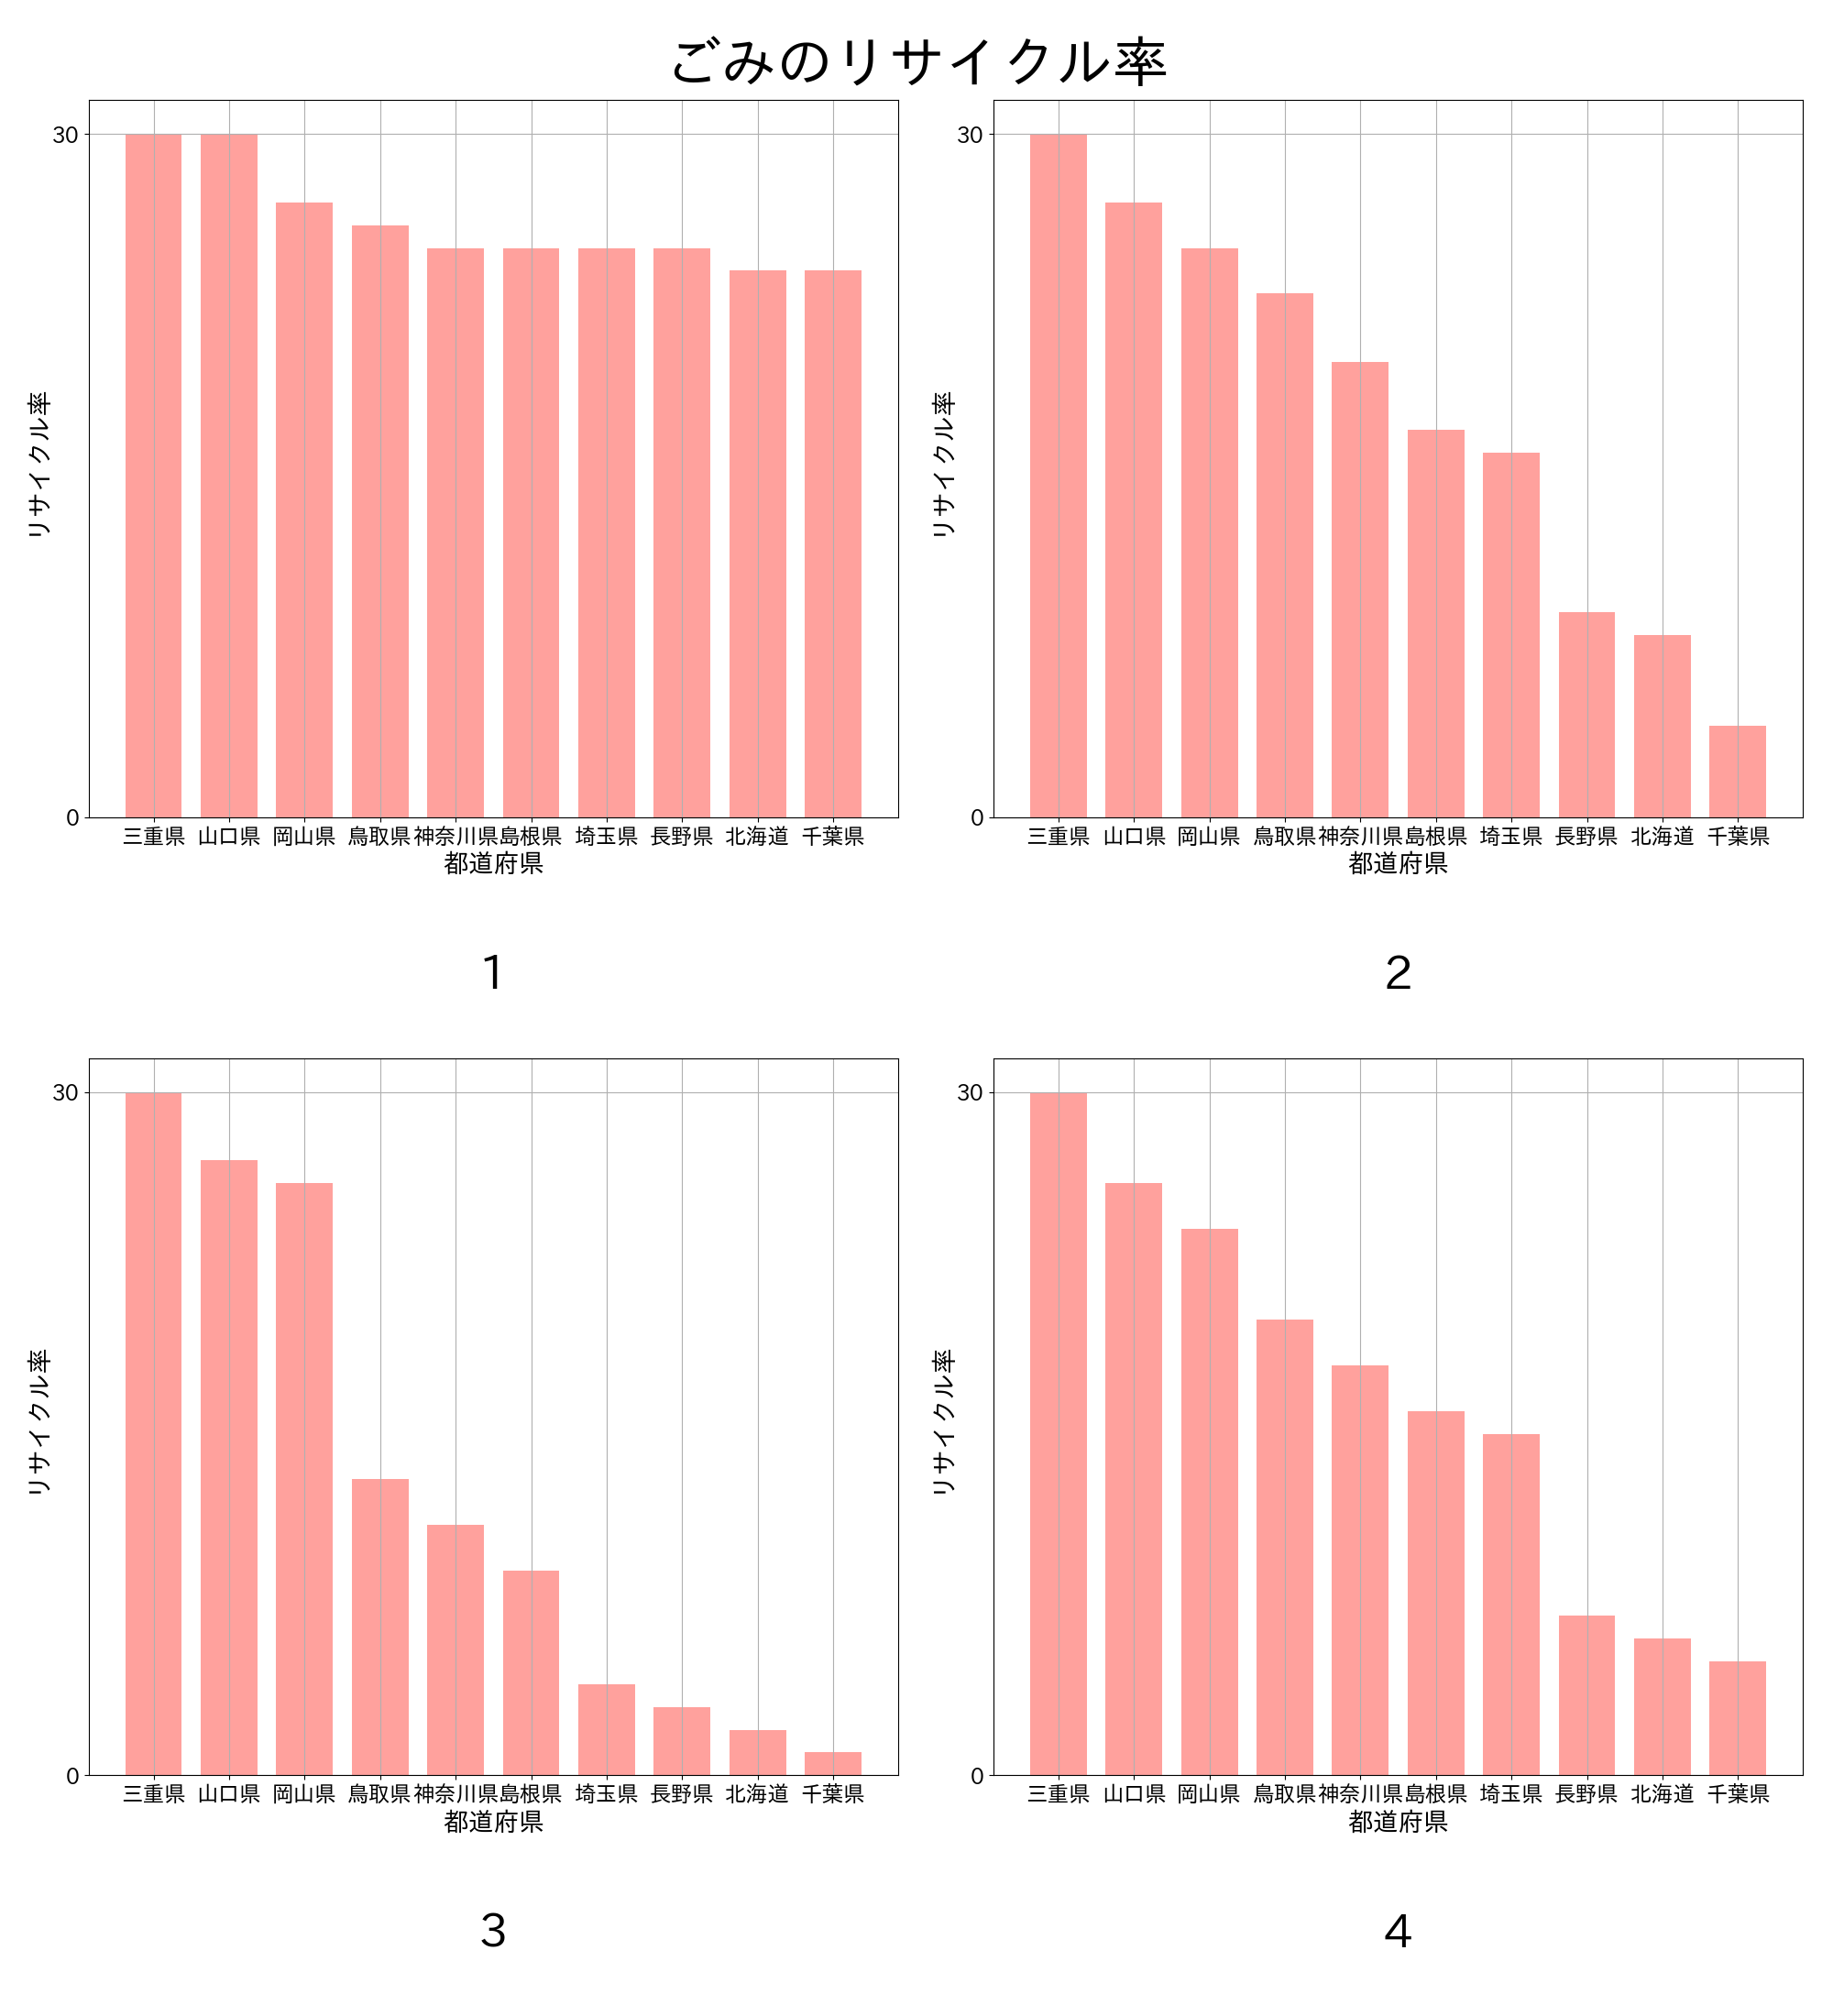 ごみのリサイクル率
30
0
リサイクル率
三重県 山口県 岡山県 鳥取県 神奈川県 島根県 埼玉県 長野県 北海道 千葉県
都道府県
1
30
0
リサイクル率
三重県 山口県 岡山県 鳥取県 神奈川県 島根県 埼玉県 長野県 北海道 千葉県
都道府県
2
30
0
リサイクル率
三重県 山口県 岡山県 鳥取県 神奈川県 島根県 埼玉県 長野県 北海道 千葉県
都道府県
3
30
0
リサイクル率
三重県 山口県 岡山県 鳥取県 神奈川県 島根県 埼玉県 長野県 北海道 千葉県
都道府県
4